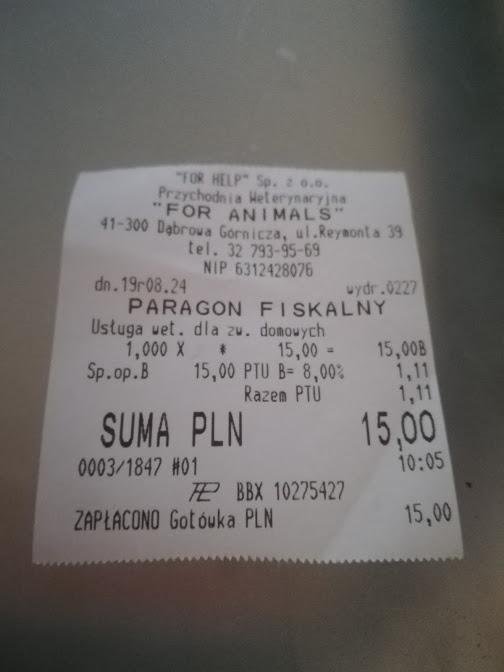 "FOR HELP" Sp. z o.o.
Przychodnia Weterynaryjna
"FOR ANIMALS"
41-300 Dąbrowa Górnicza, ul.Reymonta 39
tel. 32 793-95-69
NIP 6312428076
dn.19r08.24 wydr.0227
PARAGON FISKALNY
Usługa wet. dla zw. domowych
1,000 X * 15,00 = 15,00B
Sp.op.B 15,00 PTU B= 8,00% 1,11
Razem PTU 1,11
SUMA PLN 15,00
0003/1847 #01 10:05
BBX 10275427
ZAPŁACONO Gotówka PLN 15,00